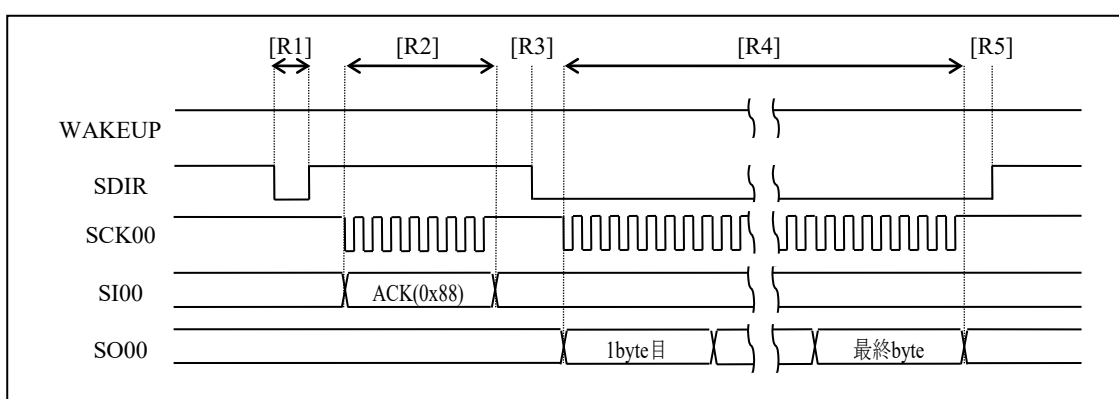 [R1] [R2] [R3] [R4] [R5]
WAKEUP
SDIR
SCK00
SI00 ACK(0x88)
SO00 1byte目 最終byte